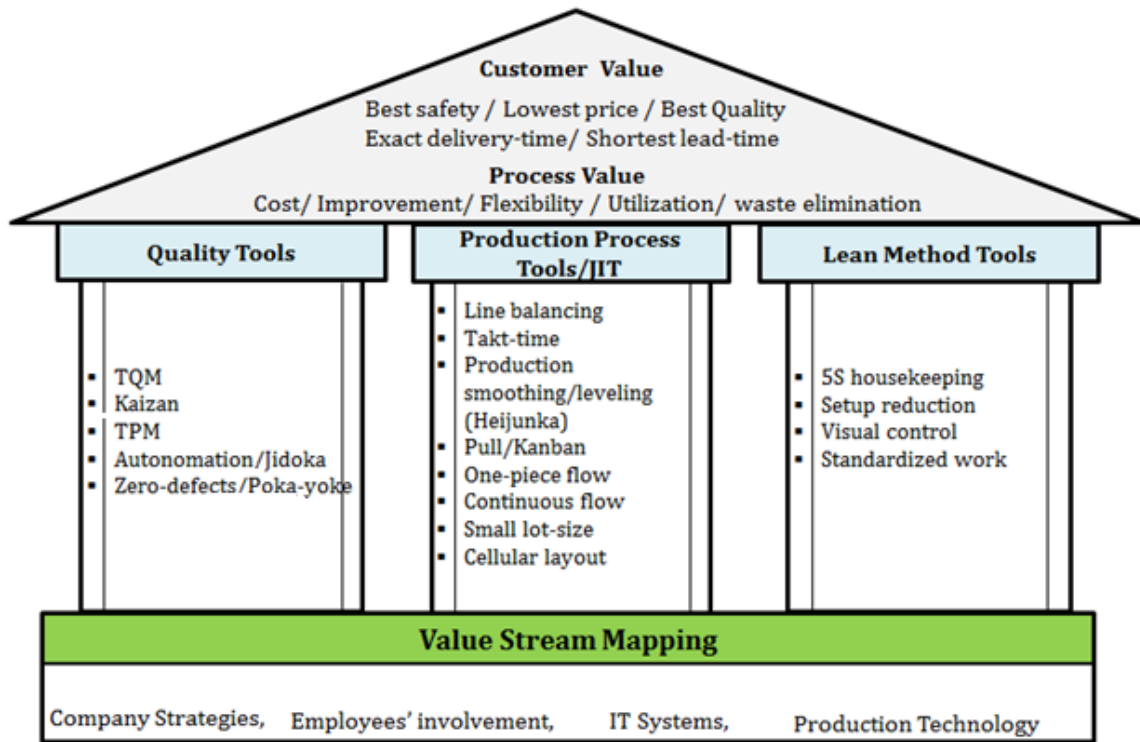 Customer Value
Best safety / Lowest price / Best Quality
Exact delivery-time/ Shortest lead-time
Process Value
Cost/ Improvement/ Flexibility / Utilization/ waste elimination
Quality Tools
▪ TQM
▪ Kaizan
▪ TPM
▪ Autonomation/Jidoka
▪ Zero-defects/Poka-yoke
Production Process
Tools/JIT
▪ Line balancing
▪ Takt-time
▪ Production
smoothing/leveling
(Heijunka)
▪ Pull/Kanban
▪ One-piece flow
▪ Continuous flow
▪ Small lot-size
▪ Cellular layout
Lean Method Tools
▪ 5S housekeeping
▪ Setup reduction
▪ Visual control
▪ Standardized work
Value Stream Mapping
Company Strategies, Employees’ involvement, IT Systems, Production Technology